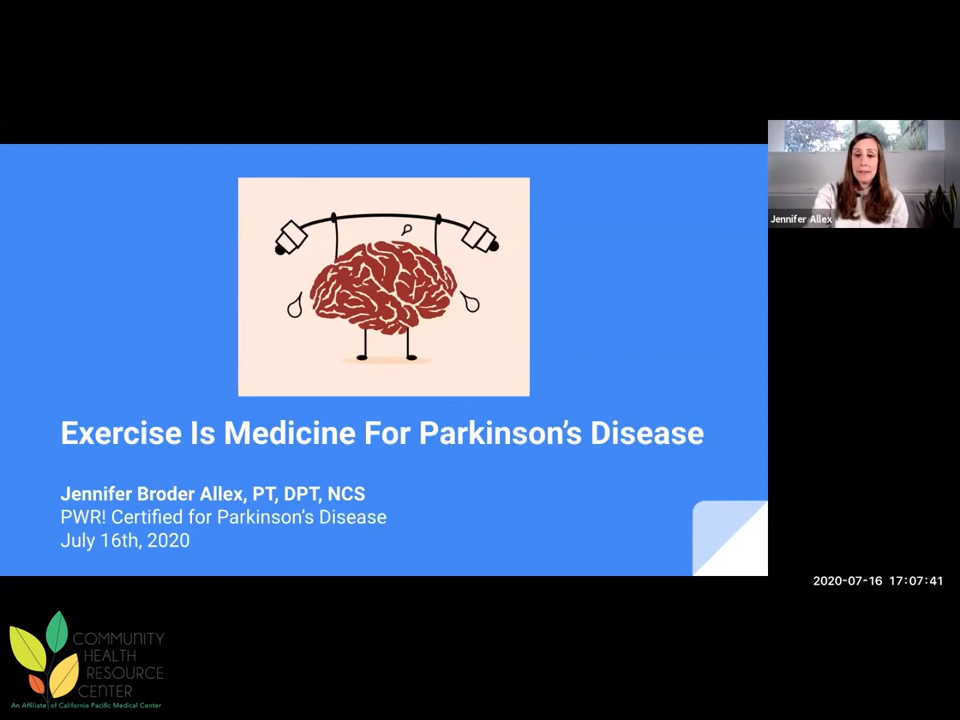 Jennifer Allex
Exercise Is Medicine For Parkinson's Disease
Jennifer Broder Allex, PT, DPT, NCS
PWR! Certified for Parkinson's Disease
July 16th, 2020
2020-07-16 17:07:41
COMMUNITY
HEALTH
RESOURCE
CENTER
An Affiliate of California Pacific Medical Center